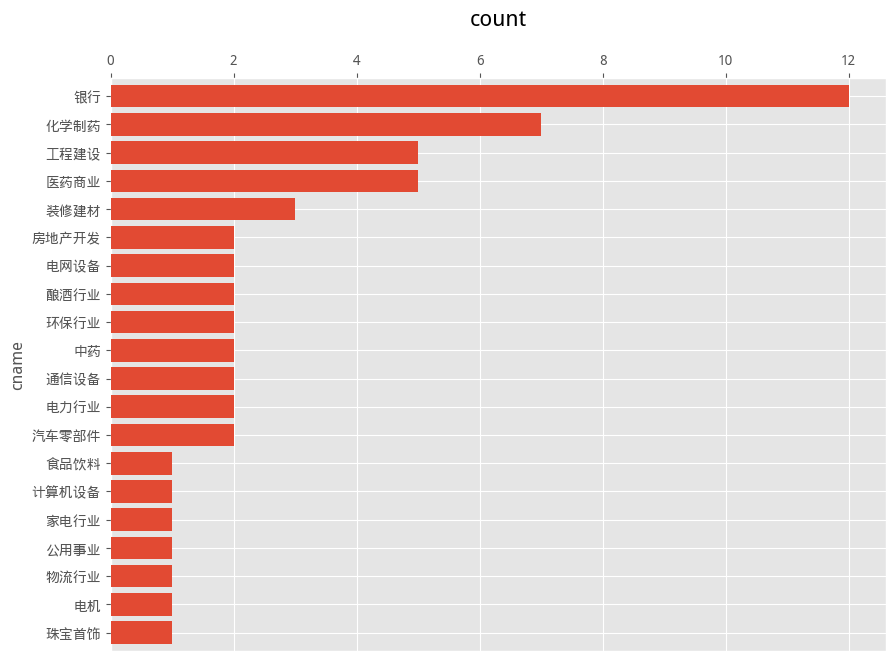 count
0 2 4 6 8 10 12
银行
化学制药
工程建设
医药商业
装修建材
房地产开发
电网设备
酿酒行业
环保行业
中药
通信设备
电力行业
汽车零部件
食品饮料
计算机设备
家电行业
公用事业
物流行业
电机
珠宝首饰
cname